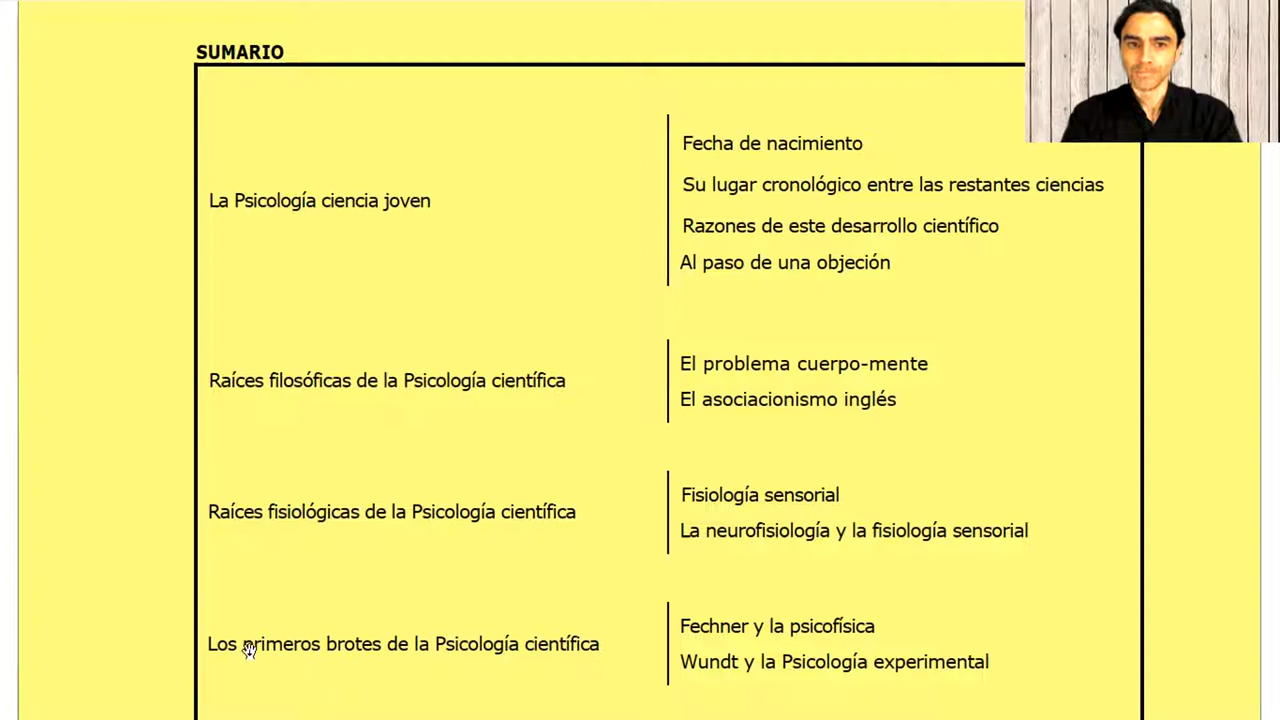 SUMARIO
La Psicología ciencia joven
Fecha de nacimiento
Su lugar cronológico entre las restantes ciencias
Razones de este desarrollo científico
Al paso de una objeción
Raíces filosóficas de la Psicología científica
El problema cuerpo-mente
El asociacionismo inglés
Raíces fisiológicas de la Psicología científica
Fisiología sensorial
La neurofisiología y la fisiología sensorial
Los primeros brotes de la Psicología científica
Fechner y la psicofísica
Wundt y la Psicología experimental